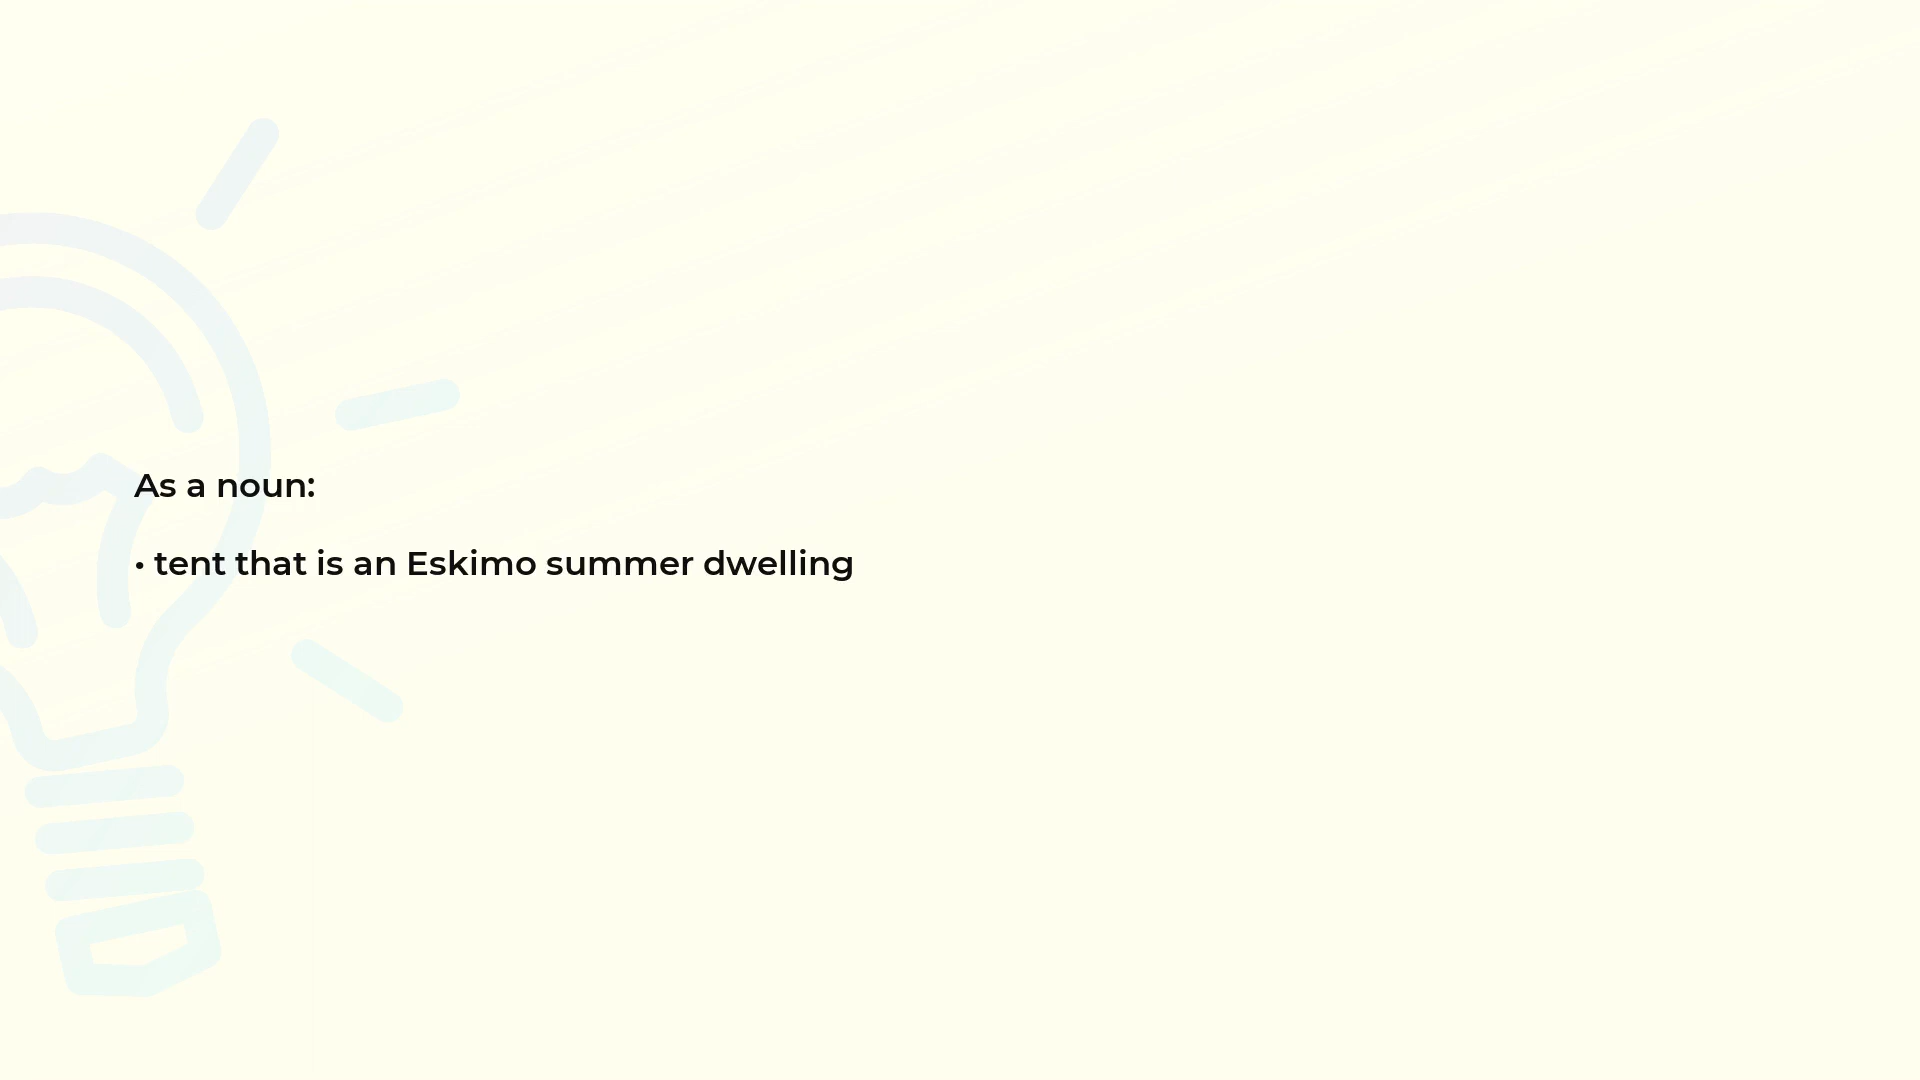 As a noun:
• tent that is an Eskimo summer dwelling